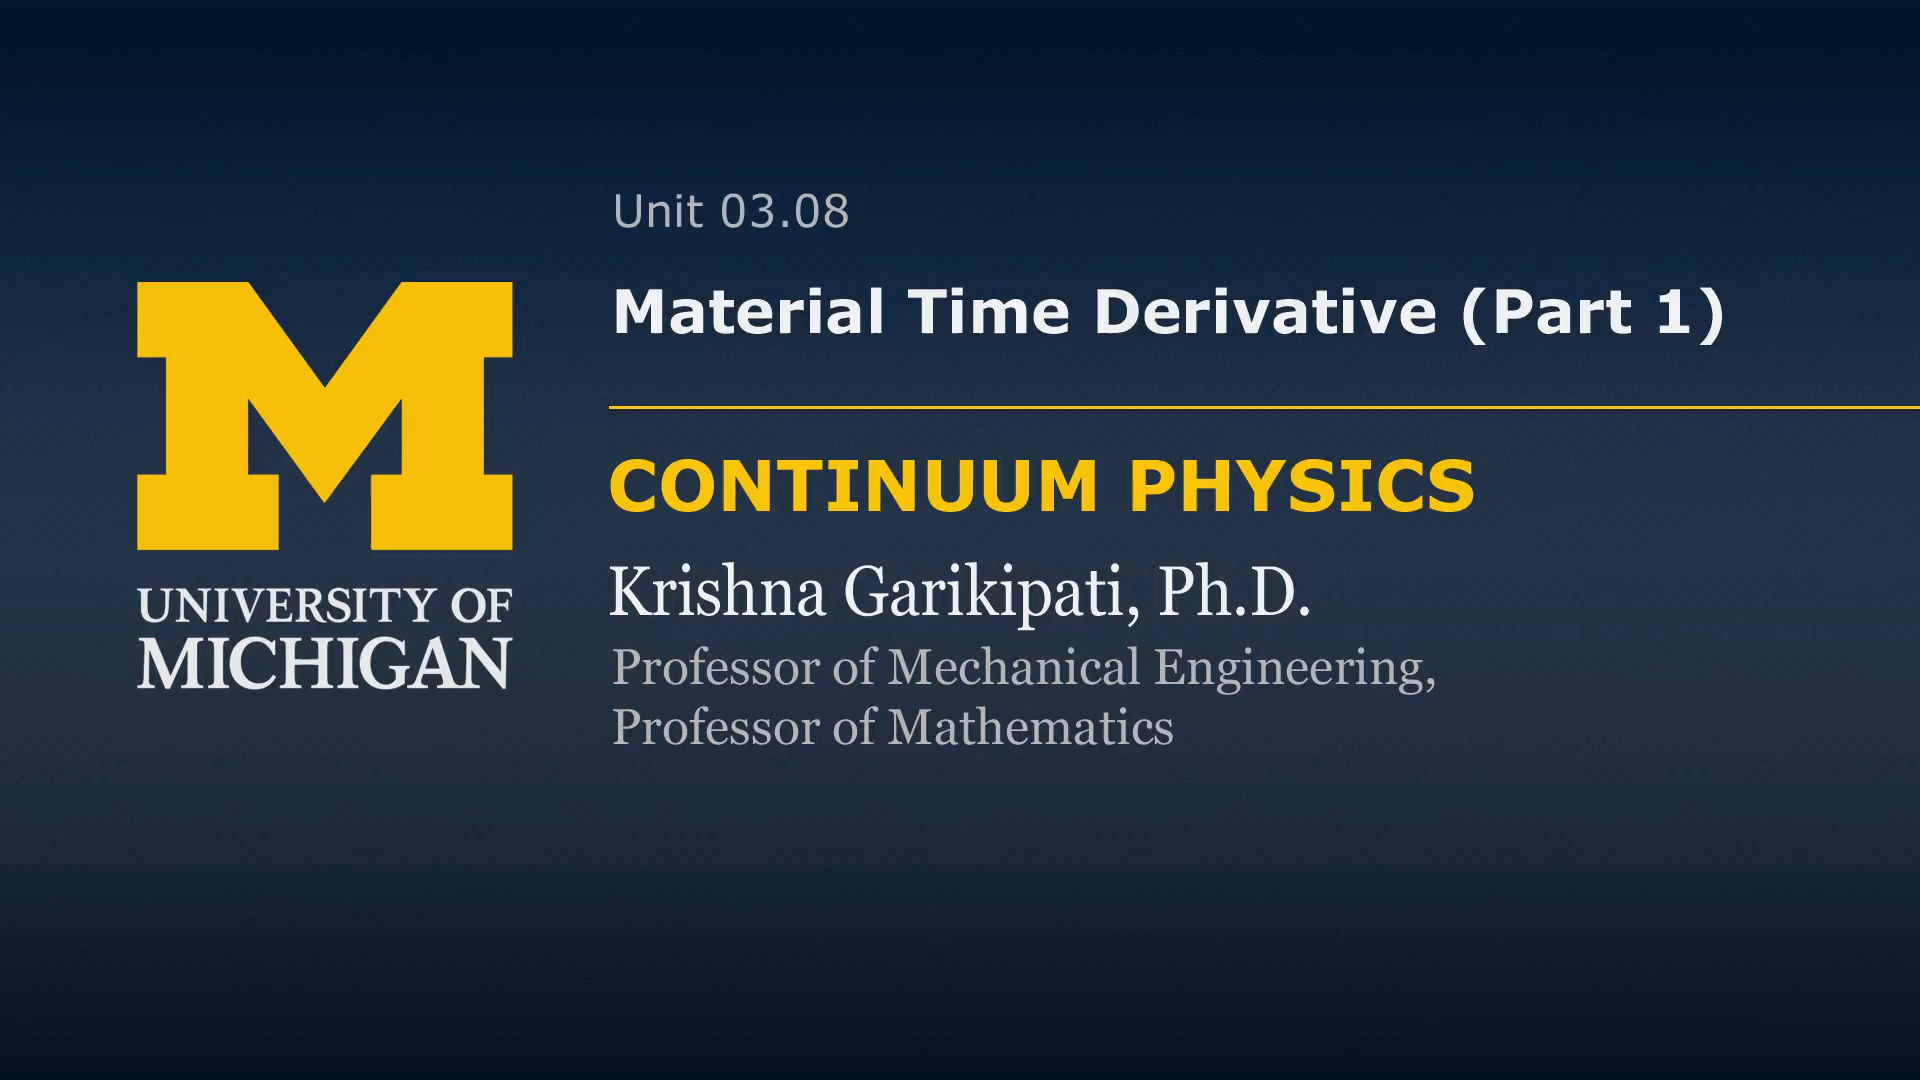 Unit 03.08
Material Time Derivative (Part 1)
CONTINUUM PHYSICS
Krishna Garikipati, Ph.D.
Professor of Mechanical Engineering,
Professor of Mathematics
M
UNIVERSITY OF
MICHIGAN